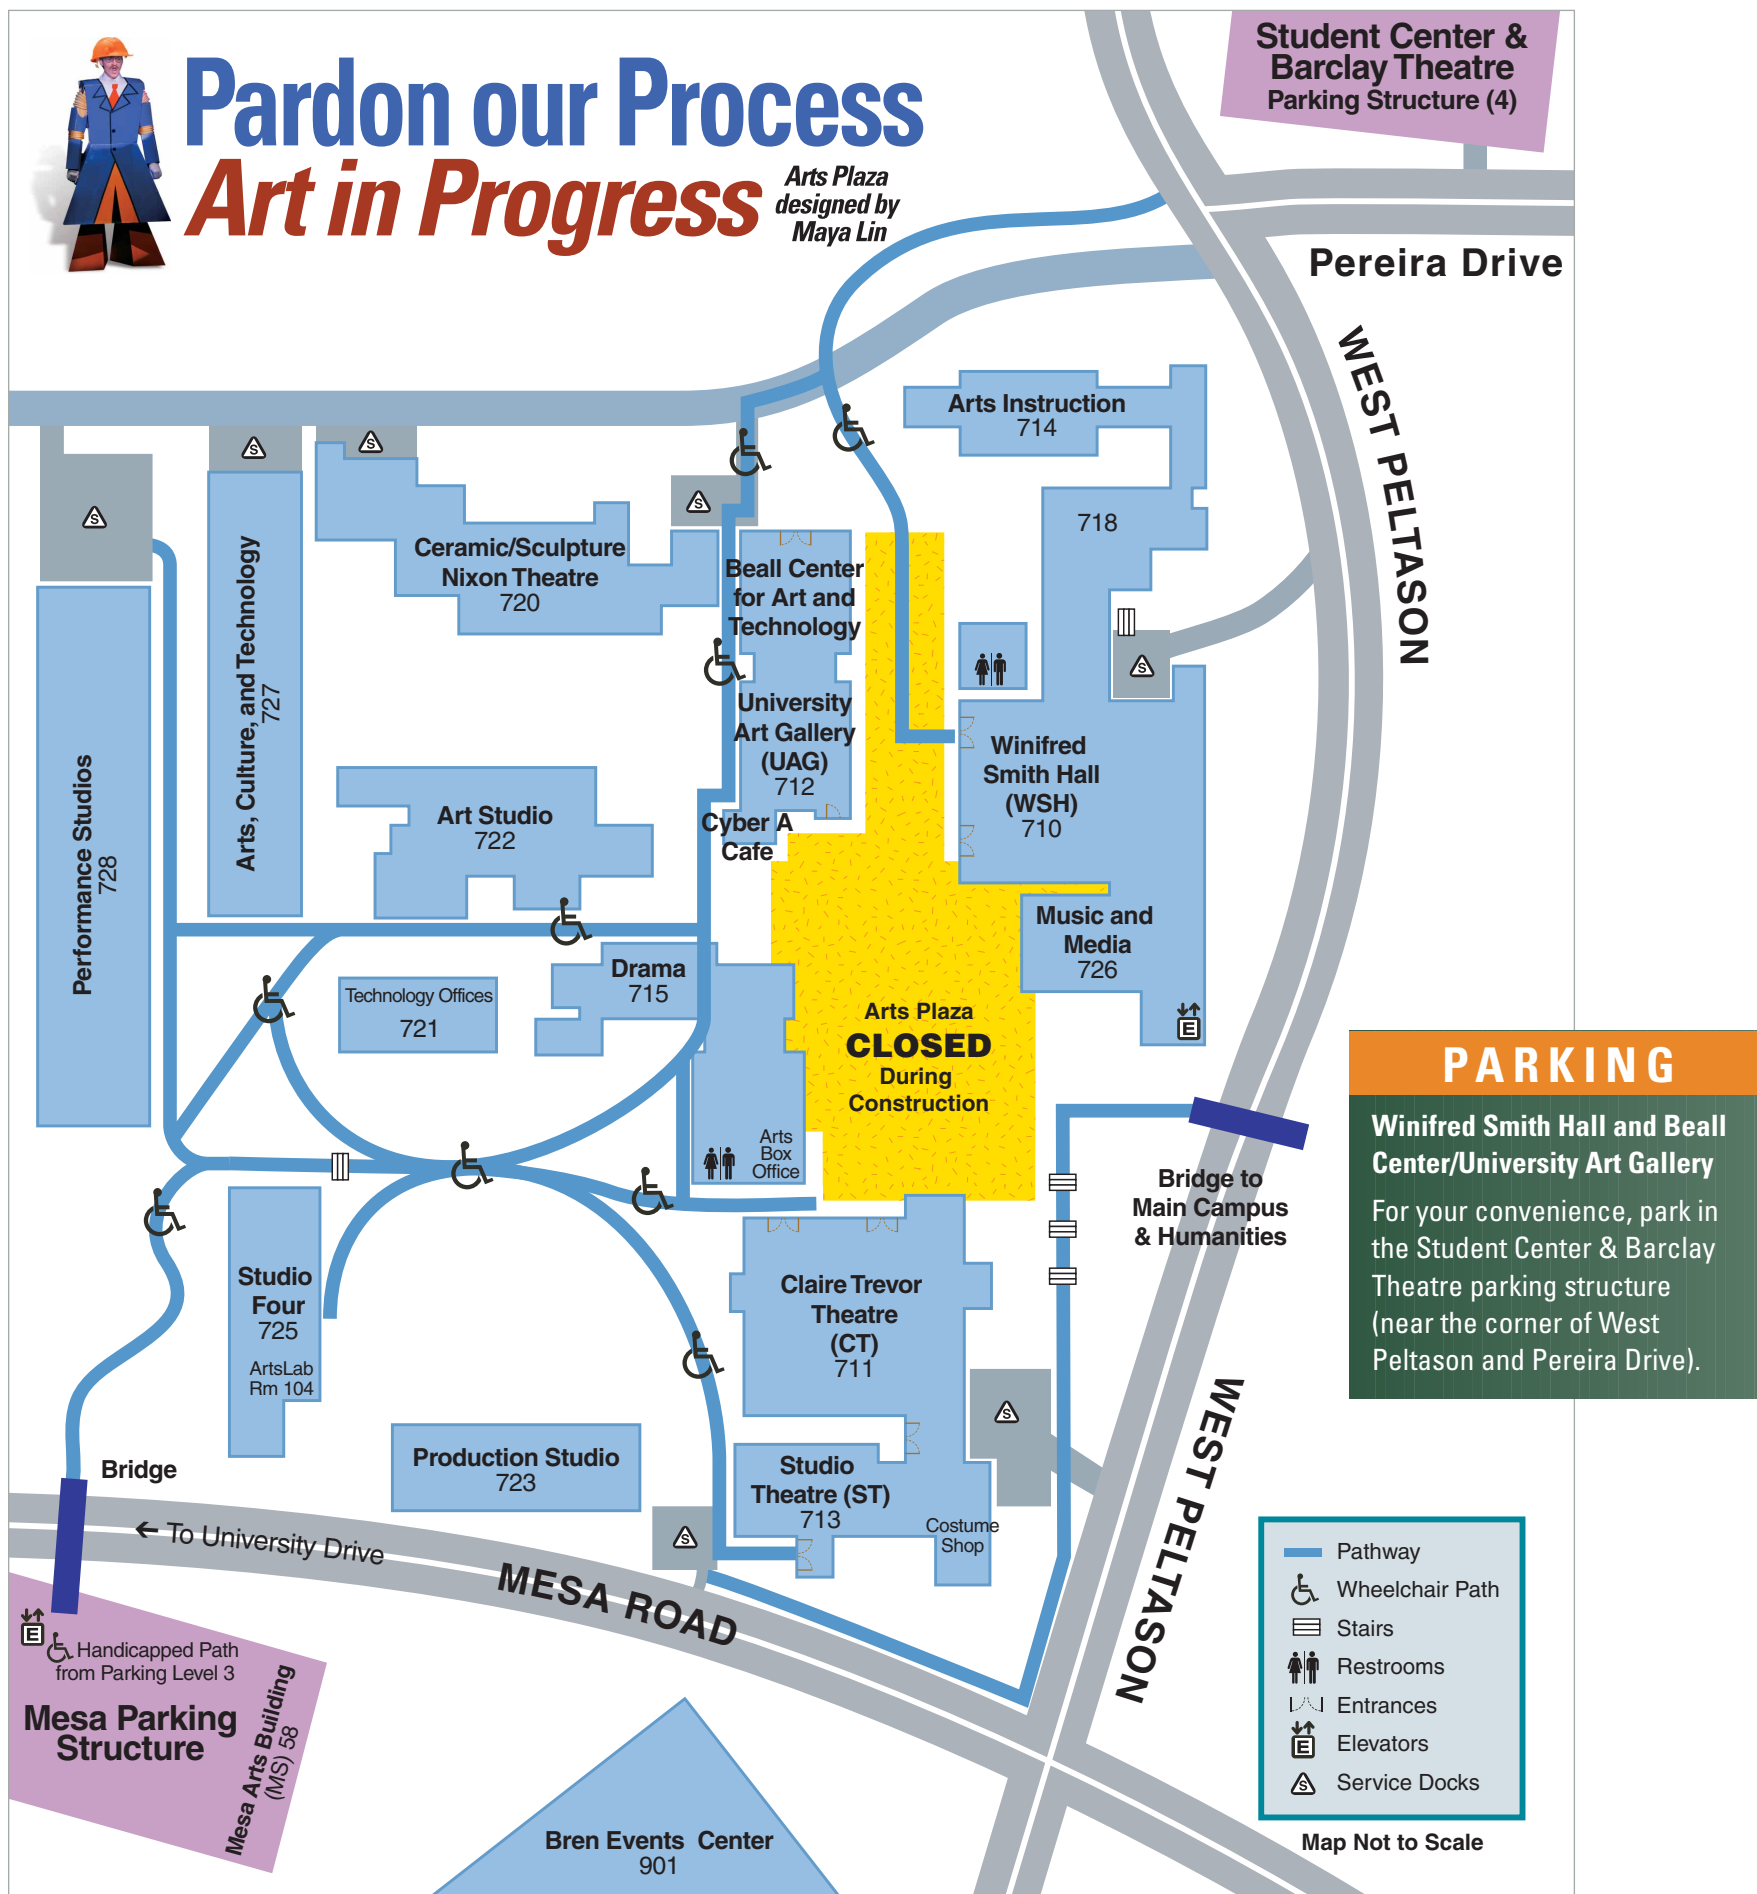 Pardon our Process
Art in Progress
Arts Plaza
designed by
Maya Lin
Student Center &
Barclay Theatre
Parking Structure (4)
Pereira Drive
WEST PELTASON
Arts Instruction
714
718
S
S
S
S
S
Ceramic/Sculpture
Nixon Theatre
720
Beall Center
for Art and
Technology
University
Art Gallery
(UAG)
712
Cyber A
Cafe
Winifred
Smith Hall
(WSH)
710
Arts, Culture, and Technology
727
Performance Studios
728
Art Studio
722
Music and
Media
726
E
Drama
715
Technology Offices
721
Arts Plaza
CLOSED
During
Construction
Arts
Box
Office
Bridge to
Main Campus
& Humanities
PARKING
Winifred Smith Hall and Beall
Center/University Art Gallery
For your convenience, park in
the Student Center & Barclay
Theatre parking structure
(near the corner of West
Peltason and Pereira Drive).
Studio
Four
725
ArtsLab
Rm 104
Claire Trevor
Theatre
(CT)
711
S
WEST PELTASON
Production Studio
723
Studio
Theatre (ST)
713
Costume
Shop
S
Bridge
← To University Drive
MESA ROAD
E
Handicapped Path
from Parking Level 3
Mesa Parking
Structure
Mesa Arts Building
(MS) 58
Bren Events Center
901
Pathway
Wheelchair Path
Stairs
Restrooms
Entrances
E
Elevators
S
Service Docks
Map Not to Scale